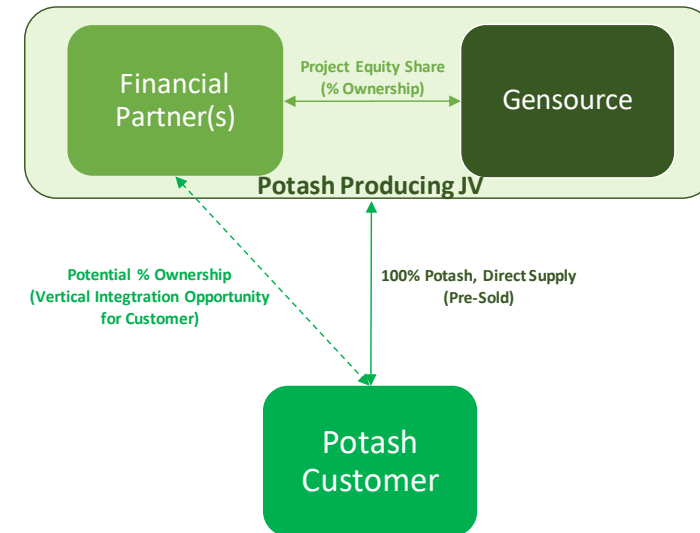 Financial
Partner(s)
Project Equity Share
(% Ownership)
Gensource
Potash Producing JV
Potential % Ownership
(Vertical Integtration Opportunity
for Customer)
100% Potash, Direct Supply
(Pre-Sold)
Potash
Customer